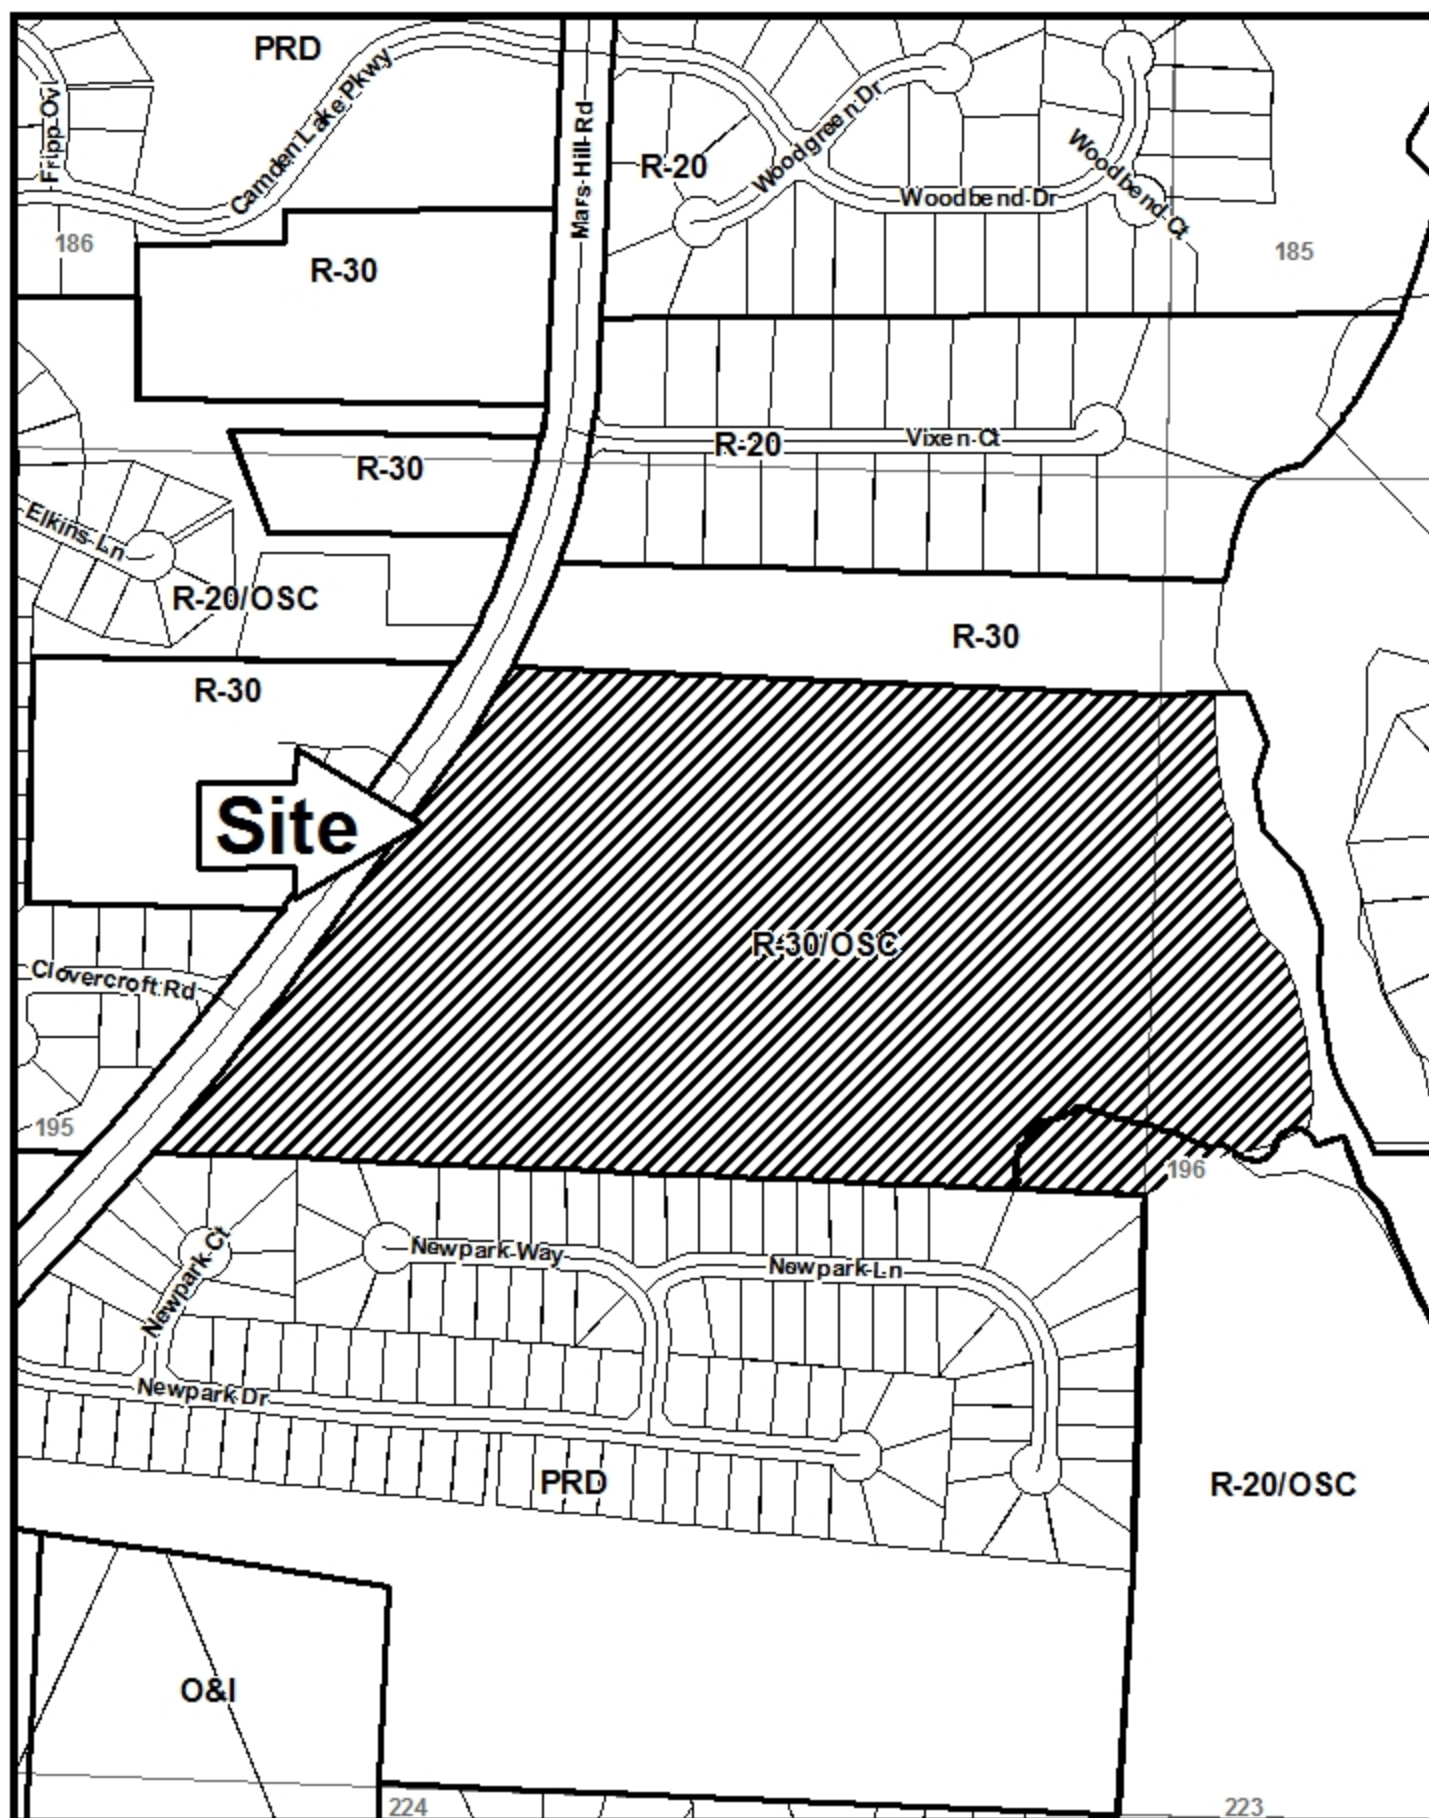 PRD
Camden Lake Pkwy
Fripp Ov
Mars Hill Rd
R-20
Woodgreen Dr
Woodbend Dr
Woodbend Ct
186
185
R-30
R-20
Vixen Ct
R-30
Elkins Ln
R-20/OSC
R-30
R-30
Site
R-30/OSC
Clovercroft Rd
195
196
Newpark Ct
Newpark Way
Newpark Ln
Newpark Dr
PRD
R-20/OSC
O&I
224
223